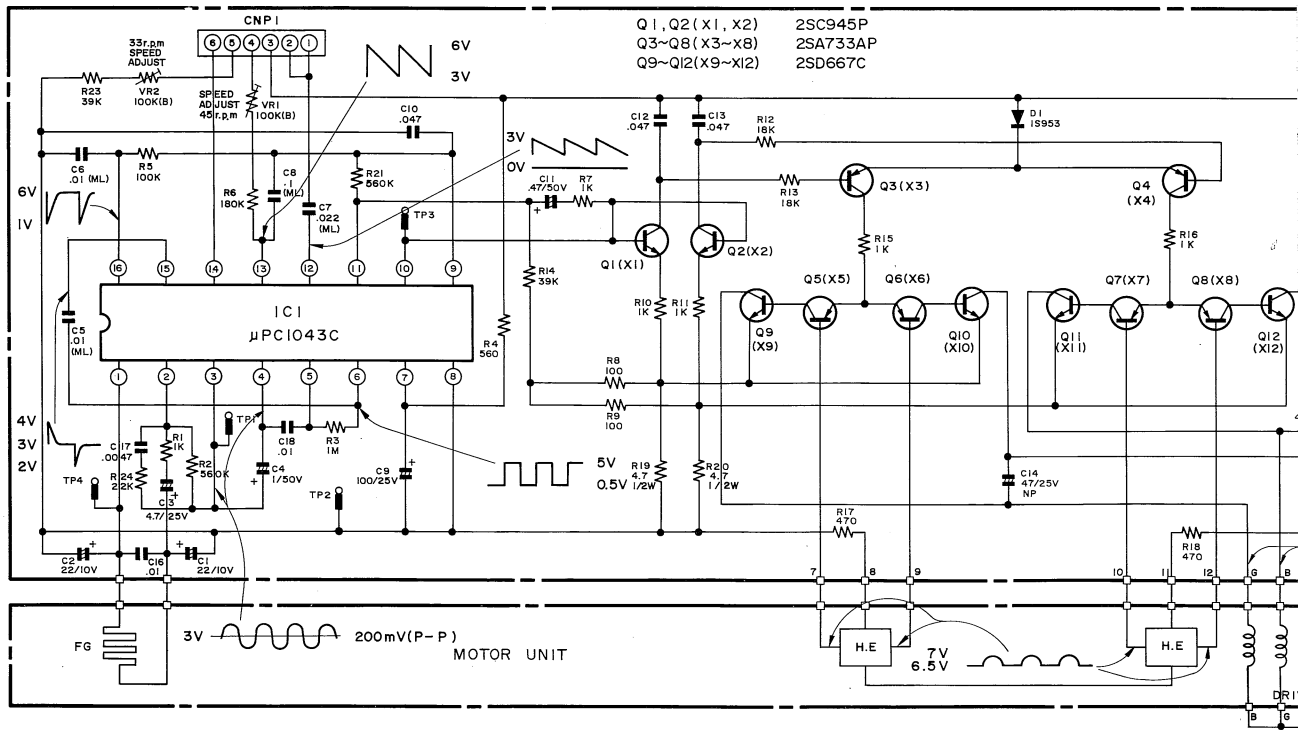 CNP1
6 5 4 3 2 1
Q1,Q2(X1,X2) 2SC945P
Q3~Q8(X3~X8) 2SA733AP
Q9~Q12(X9~X12) 2SD667C
33r.p.m
SPEED
ADJUST
R23
39K
VR2
100K(B)
SPEED
ADJUST
45r.p.m
VR1
100K(B)
6V
3V
C10
.047
C12
.047
C13
.047
R12
18K
D1
1S953
C6
.01 (ML)
R5
100K
R6
180K
C8
.1
(ML)
C7
.022
(ML)
R21
560K
3V
0V
C11
.47/50V
R7
1K
R13
18K
Q3(X3)
Q4
(X4)
6V
1V
TP3
Q1(X1)
Q2(X2)
R15
1K
R16
1K
16 15 14 13 12 11 10 9
IC1
μPC1043C
1 2 3 4 5 6 7 8
C5
.01
(ML)
R4
560
R14
39K
R10
1K
R11
1K
Q9
(X9)
Q5(X5)
Q6(X6)
Q10
(X10)
Q11
(X11)
Q7(X7)
Q8(X8)
Q12
(X12)
R8
100
R9
100
4V
3V
2V
C17
.0047
R1
1K
R24
2.2K
R2
560K
C3
4.7/25V
TP4
TP1
C18
.01
R3
1M
C4
1/50V
TP2
C9
100/25V
5V
0.5V
R19
4.7
1/2W
R20
4.7
1/2W
C14
47/25V
NP
R17
470
R18
470
C2
22/10V
C16
.01
C1
22/10V
7 8 9 10 11 12 G B
FG
3V
200mV(P-P)
MOTOR UNIT
H.E
7V
6.5V
H.E
DRI
B G